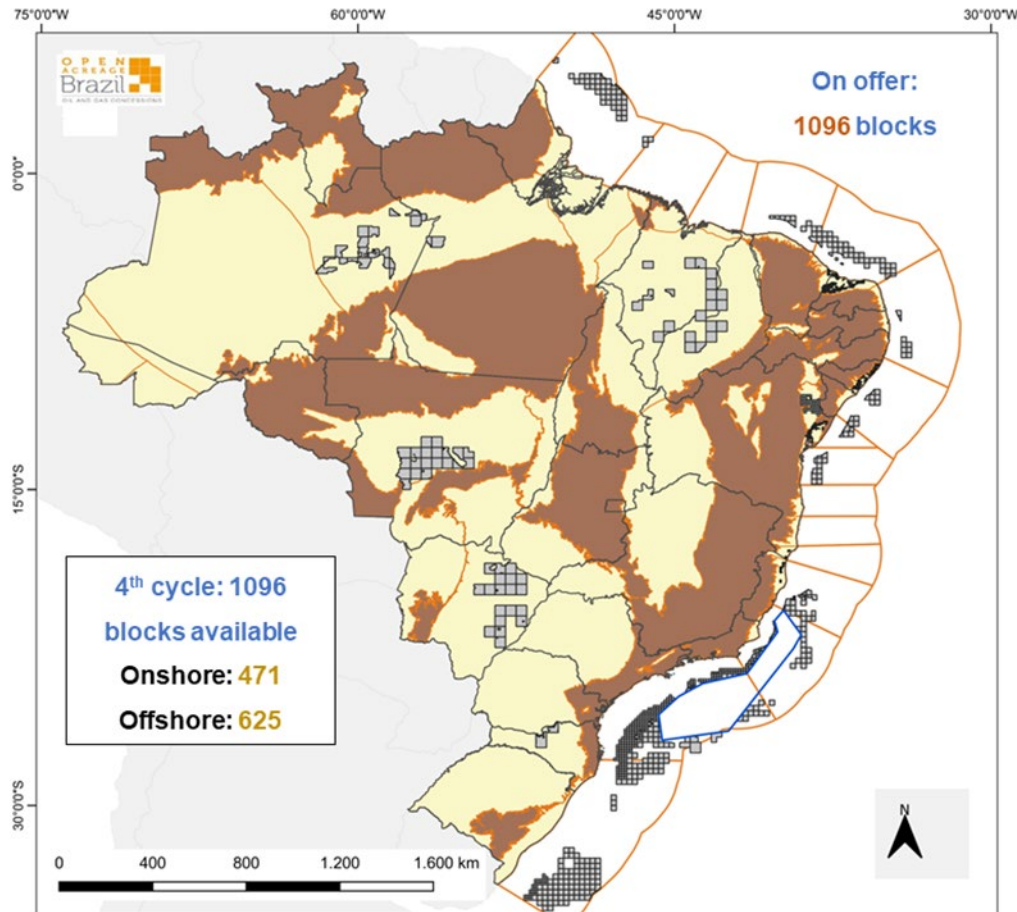 75°0'0"W
60°0'0"W
45°0'0"W
30°0'0"W
OPEN
ACREAGE
Brazil
OIL AND GAS CONCESSIONS
On offer:
1096 blocks
0°0'0"
15°0'0"S
30°0'0"S
4th cycle: 1096
blocks available
Onshore: 471
Offshore: 625
N
0 400 800 1.200 1.600 km